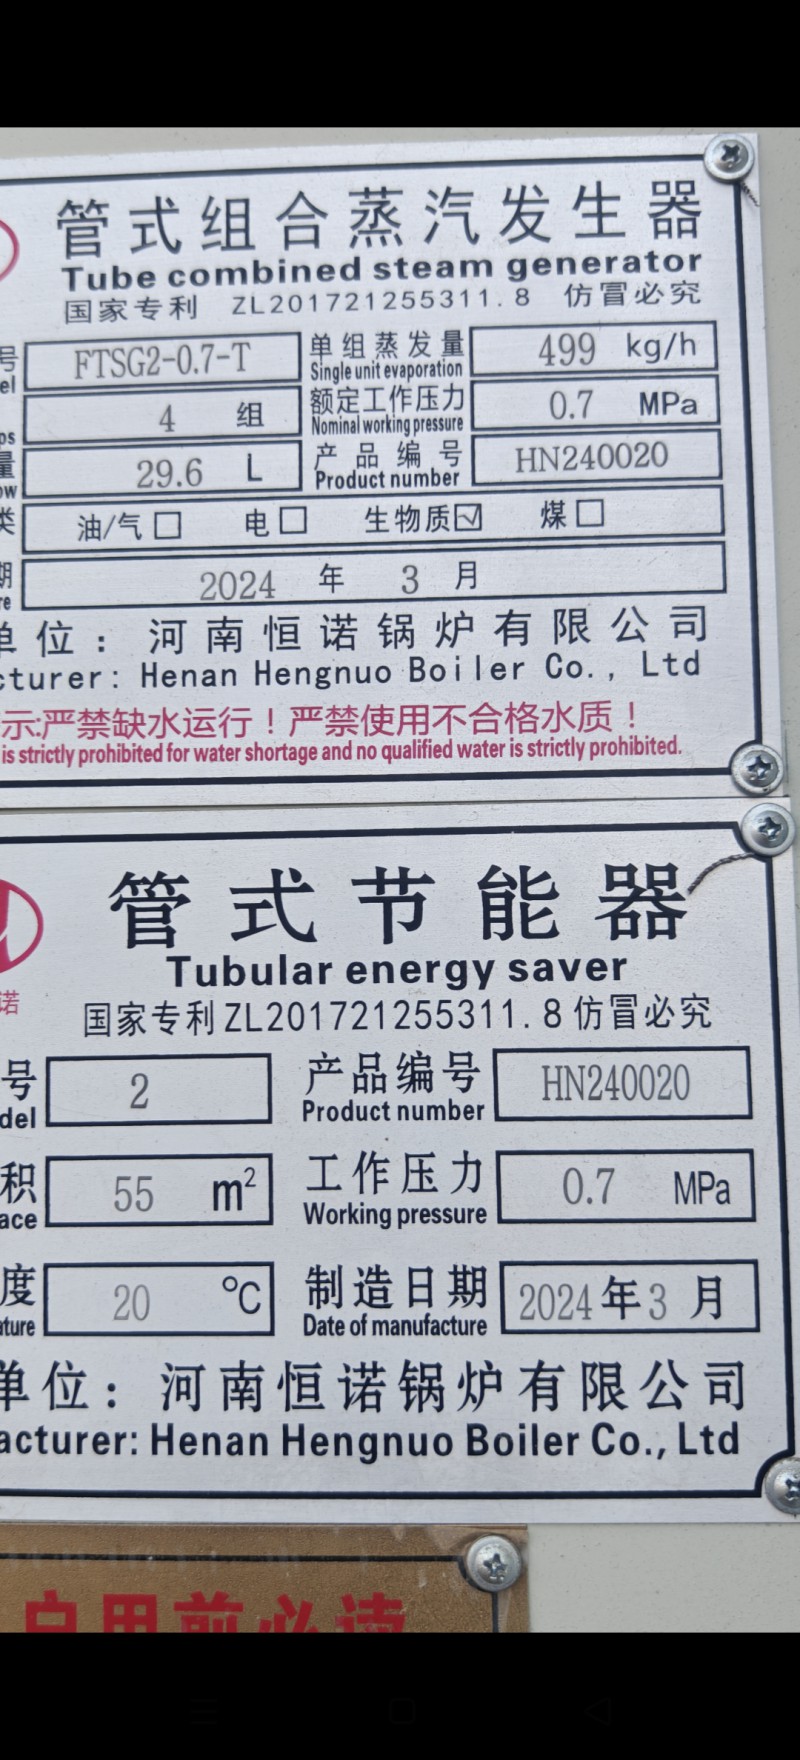 管式组合蒸汽发生器
Tube combined steam generator
国家专利 ZL201721255311.8 仿冒必究
号 FTSG2-0.7-T 单组蒸发量 499 kg/h
el Single unit evaporation
4 组 额定工作压力 0.7 MPa
ps Nominal working pressure
量 29.6 L 产品编号 HN240020
ow Product number
类 油/气☐ 电☐ 生物质☑ 煤☐
期 2024 年 3 月
re
单位：河南恒诺锅炉有限公司
cturer: Henan Hengnuo Boiler Co., Ltd
示:严禁缺水运行！严禁使用不合格水质！
is strictly prohibited for water shortage and no qualified water is strictly prohibited.
管式节能器
Tubular energy saver
诺
国家专利ZL201721255311.8仿冒必究
号 2 产品编号 HN240020
del Product number
积 55 m² 工作压力 0.7 MPa
ace Working pressure
度 20 °C 制造日期 2024年3月
ature Date of manufacture
单位：河南恒诺锅炉有限公司
acturer: Henan Hengnuo Boiler Co., Ltd
启用前必读